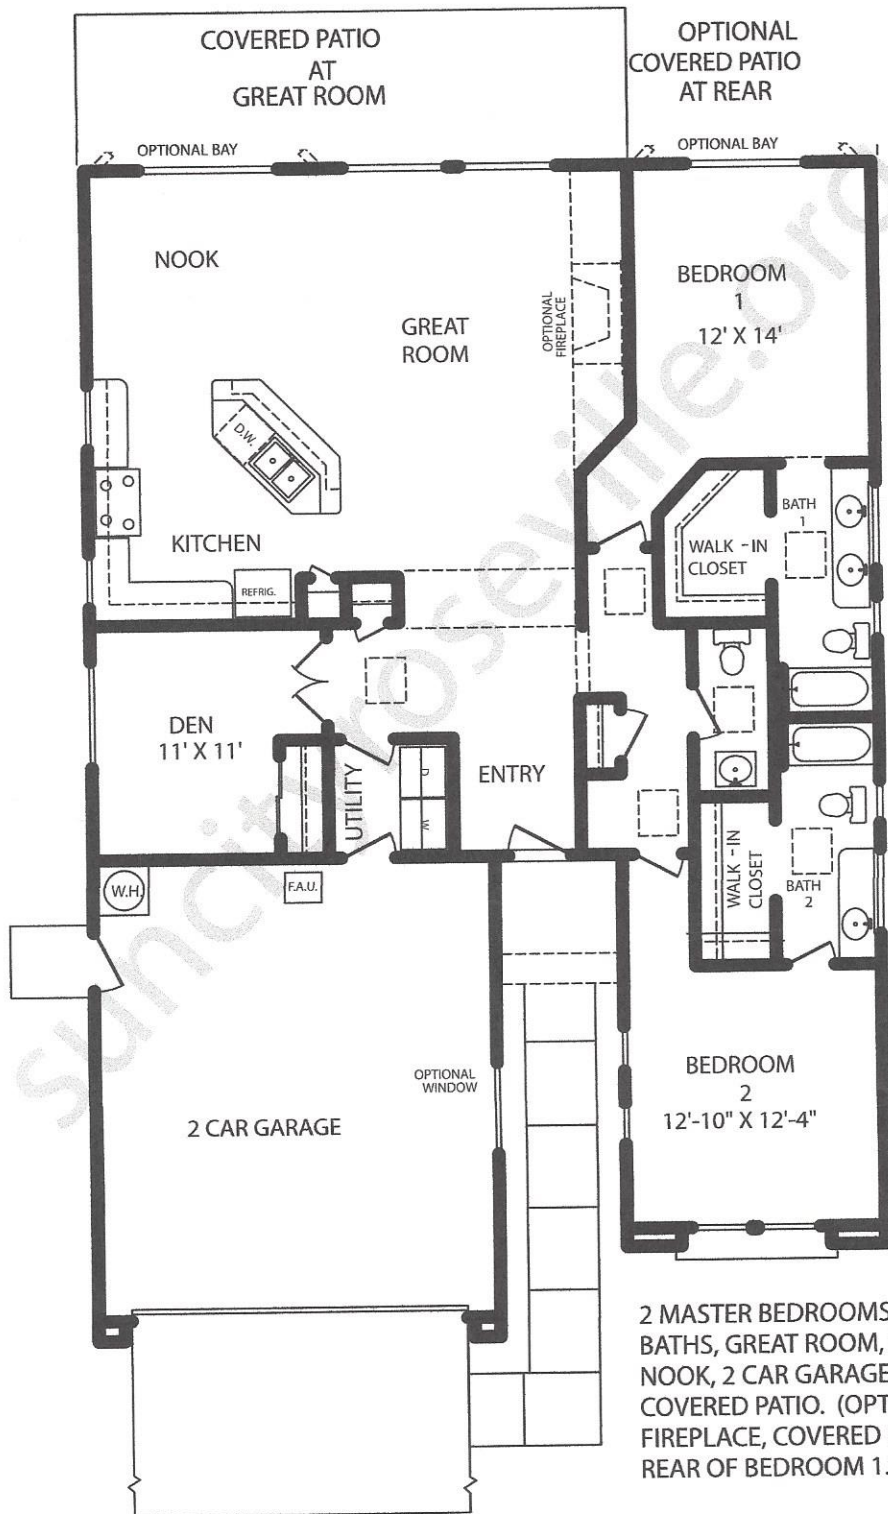 COVERED PATIO
AT
GREAT ROOM
OPTIONAL
COVERED PATIO
AT REAR
OPTIONAL BAY
OPTIONAL BAY
NOOK
GREAT
ROOM
OPTIONAL
FIREPLACE
BEDROOM
1
12' X 14'
D.W.
KITCHEN
REFRIG.
WALK - IN
CLOSET
BATH
1
DEN
11' X 11'
UTILITY
D
W
ENTRY
WALK - IN
CLOSET
BATH
2
W.H.
F.A.U.
OPTIONAL
WINDOW
2 CAR GARAGE
BEDROOM
2
12'-10" X 12'-4"
2 MASTER BEDROOMS
BATHS, GREAT ROOM,
NOOK, 2 CAR GARAGE
COVERED PATIO. (OPT
FIREPLACE, COVERED
REAR OF BEDROOM 1.
suncityroseville.org